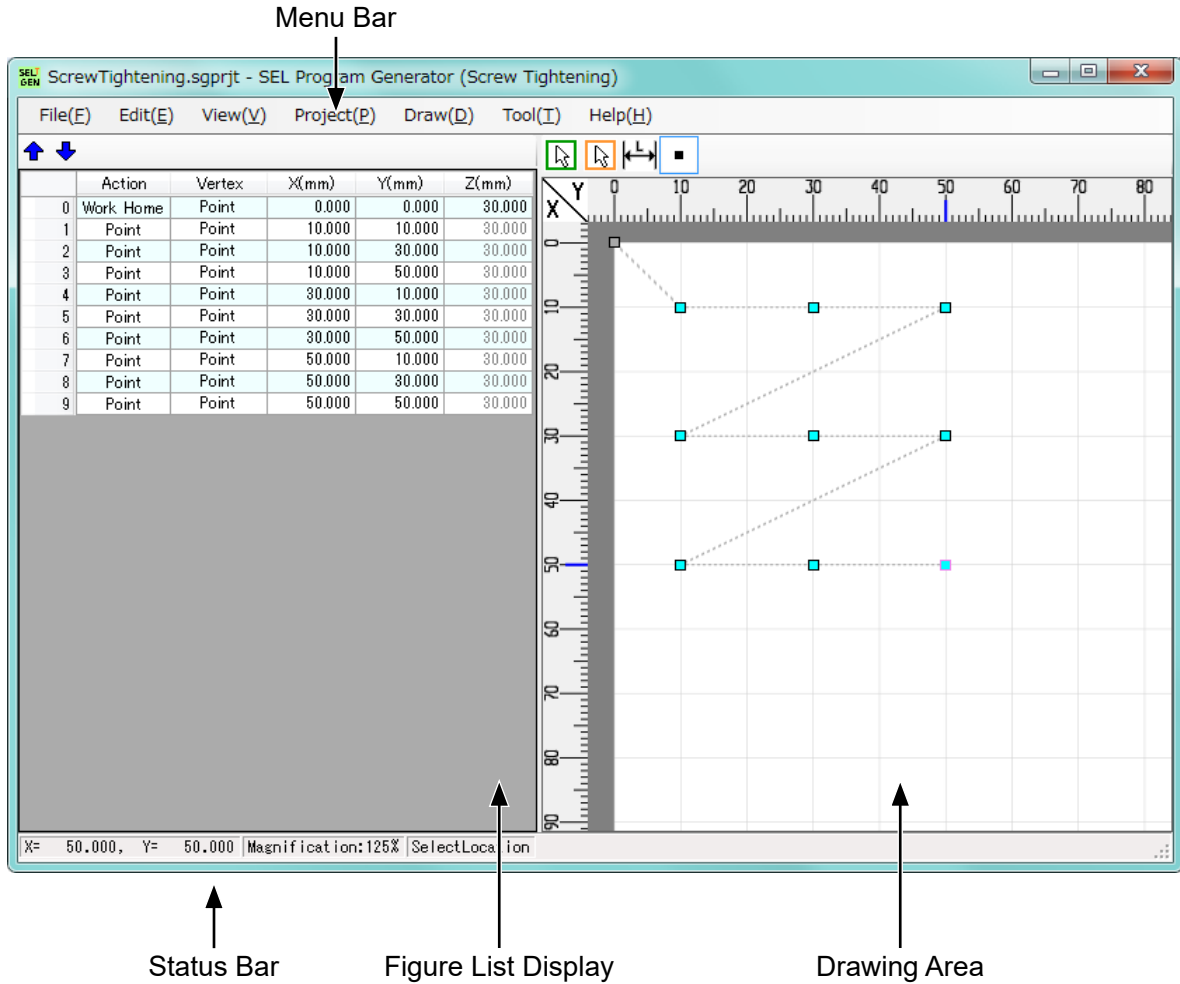 Menu Bar
SEL GEN ScrewTightening.sgprjt - SEL Program Generator (Screw Tightening)
File(F) Edit(E) View(V) Project(P) Draw(D) Tool(T) Help(H)
L
Action Vertex X(mm) Y(mm) Z(mm)
0 Work Home Point 0.000 0.000 30.000
1 Point Point 10.000 10.000 30.000
2 Point Point 10.000 30.000 30.000
3 Point Point 10.000 50.000 30.000
4 Point Point 30.000 10.000 30.000
5 Point Point 30.000 30.000 30.000
6 Point Point 30.000 50.000 30.000
7 Point Point 50.000 10.000 30.000
8 Point Point 50.000 30.000 30.000
9 Point Point 50.000 50.000 30.000
Y
X
0 10 20 30 40 50 60 70 80
0
10
20
30
40
50
60
70
80
90
X= 50.000, Y= 50.000 Magnification:125% SelectLocation
Status Bar
Figure List Display
Drawing Area